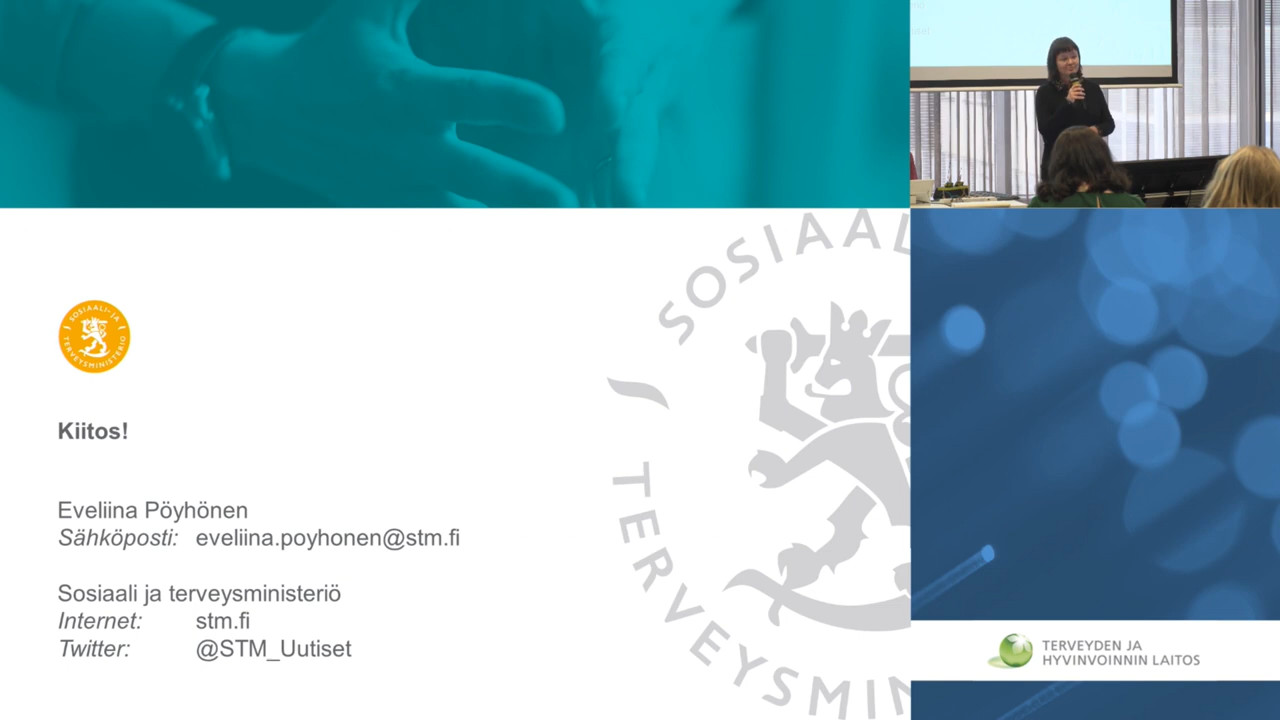 SOSIAALI- JA
TERVEYSMINISTERIÖ
Kiitos!
Eveliina Pöyhönen
Sähköposti: eveliina.poyhonen@stm.fi
Sosiaali ja terveysministeriö
Internet: stm.fi
Twitter: @STM_Uutiset
SOSIAAL
TERVEYSMIN
TERVEYDEN JA
HYVINVOINNIN LAITOS